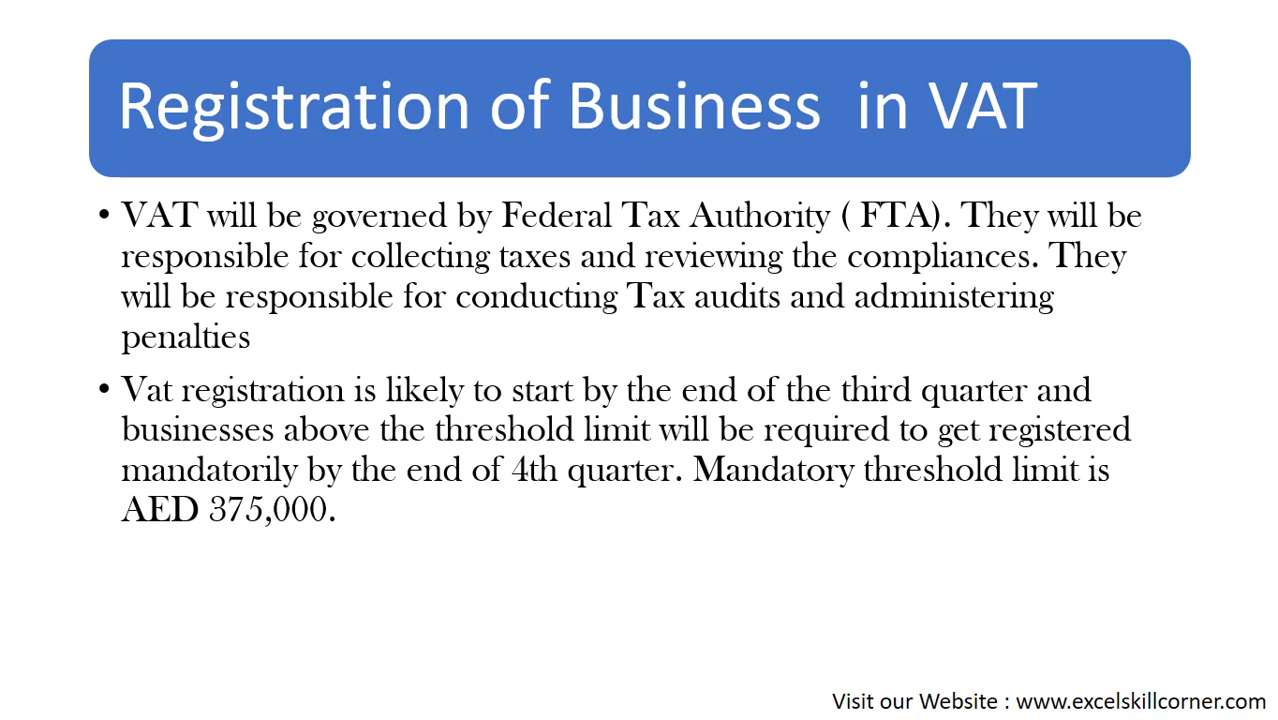 Registration of Business in VAT
• VAT will be governed by Federal Tax Authority ( FTA). They will be
responsible for collecting taxes and reviewing the compliances. They
will be responsible for conducting Tax audits and administering
penalties
• Vat registration is likely to start by the end of the third quarter and
businesses above the threshold limit will be required to get registered
mandatorily by the end of 4th quarter. Mandatory threshold limit is
AED 375,000.
Visit our Website : www.excelskillcorner.com